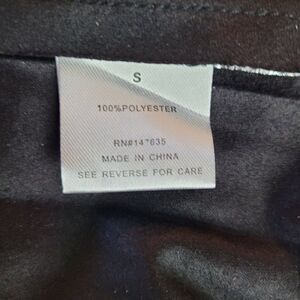 S
100%POLYESTER
MADE IN CHINA
SEE REVERSE FOR CARE